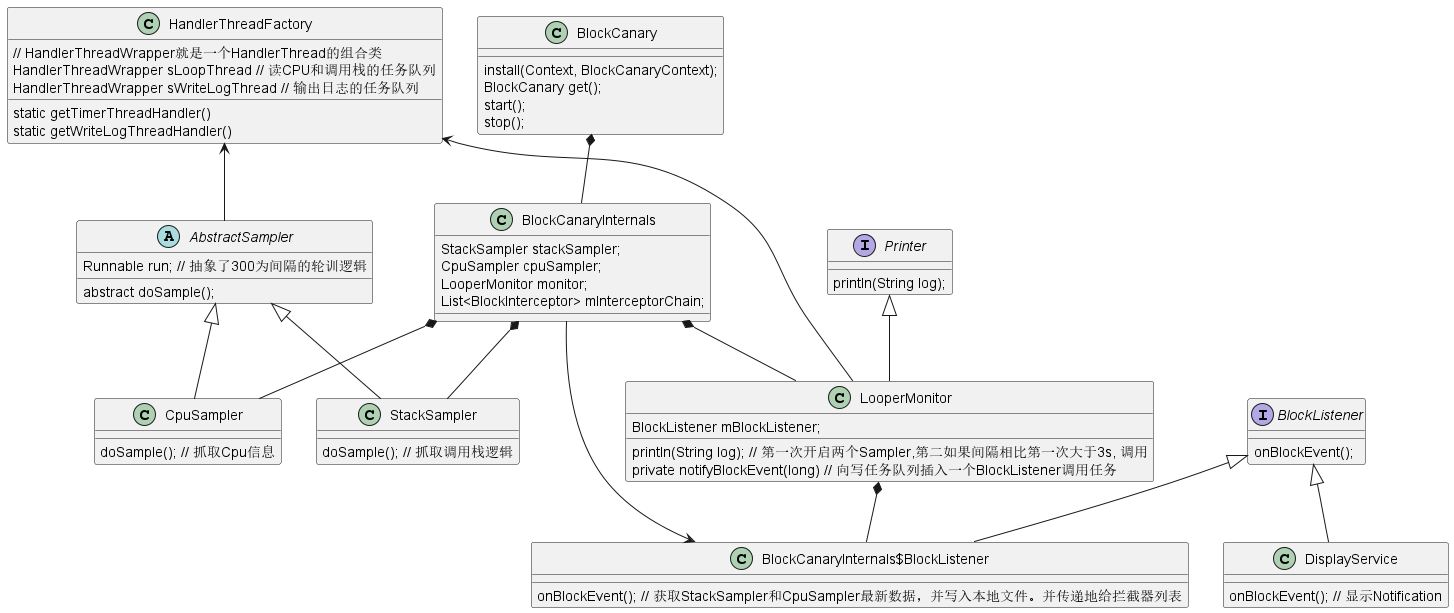 HandlerThreadFactory
// HandlerThreadWrapper就是一个HandlerThread的组合类
HandlerThreadWrapper sLoopThread // 读CPU和调用栈的任务队列
HandlerThreadWrapper sWriteLogThread // 输出日志的任务队列
static getTimerThreadHandler()
static getWriteLogThreadHandler()
BlockCanary
install(Context, BlockCanaryContext);
BlockCanary get();
start();
stop();
AbstractSampler
Runnable run; // 抽象了300为间隔的轮训逻辑
abstract doSample();
BlockCanaryInternals
StackSampler stackSampler;
CpuSampler cpuSampler;
LooperMonitor monitor;
List<BlockInterceptor> mInterceptorChain;
Printer
println(String log);
CpuSampler
doSample(); // 抓取Cpu信息
StackSampler
doSample(); // 抓取调用栈逻辑
LooperMonitor
BlockListener mBlockListener;
println(String log); // 第一次开启两个Sampler,第二如果间隔相比第一次大于3s, 调用
private notifyBlockEvent(long) // 向写任务队列插入一个BlockListener调用任务
BlockListener
onBlockEvent();
BlockCanaryInternals$BlockListener
onBlockEvent(); // 获取StackSampler和CpuSampler最新数据，并写入本地文件。并传递地给拦截器列表
DisplayService
onBlockEvent(); // 显示Notification